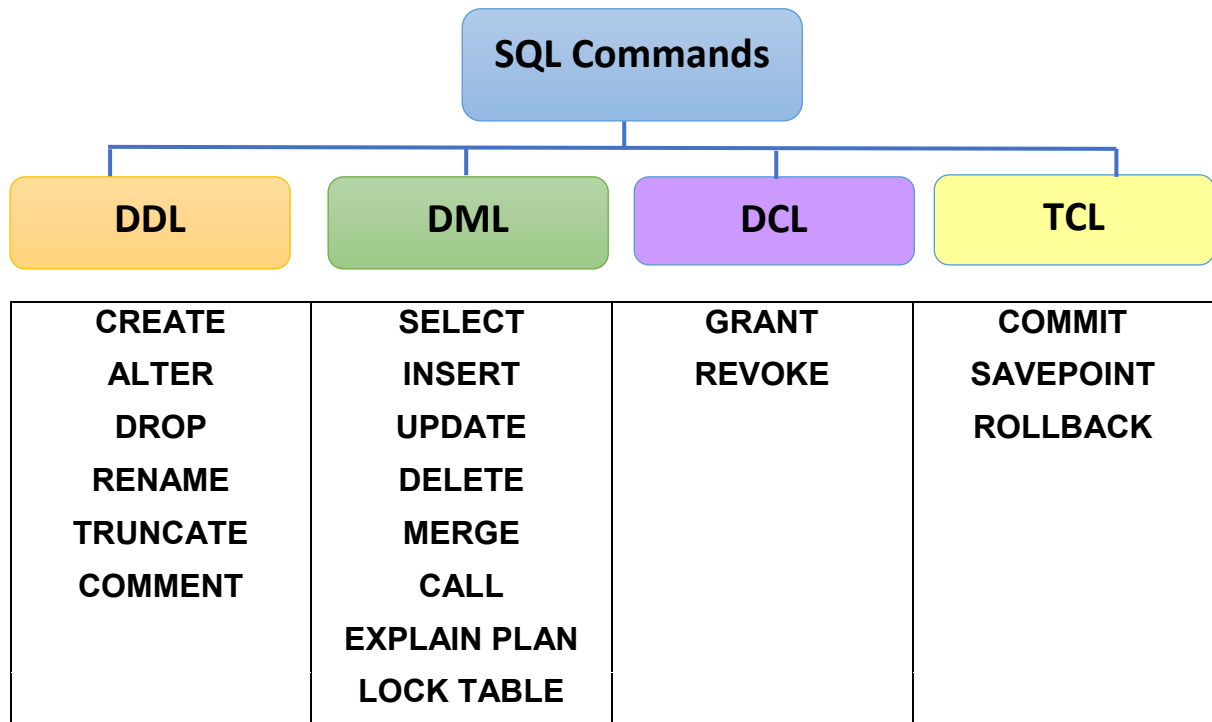 SQL Commands
DDL
DML
DCL
TCL
CREATE
ALTER
DROP
RENAME
TRUNCATE
COMMENT
SELECT
INSERT
UPDATE
DELETE
MERGE
CALL
EXPLAIN PLAN
LOCK TABLE
GRANT
REVOKE
COMMIT
SAVEPOINT
ROLLBACK